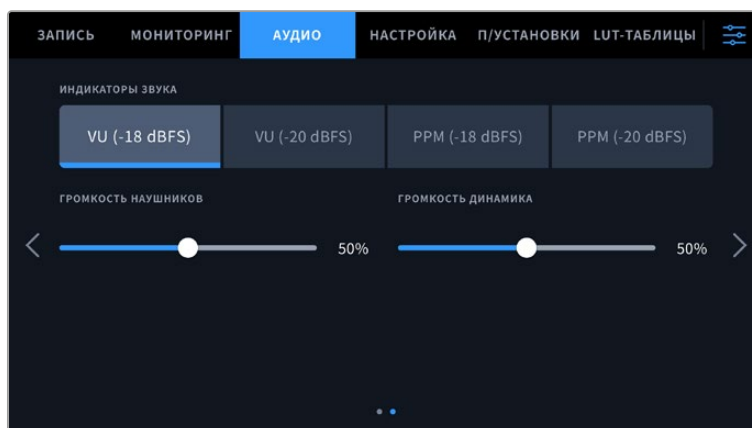 ЗАПИСЬ МОНИТОРИНГ АУДИО НАСТРОЙКА П/УСТАНОВКИ LUT-ТАБЛИЦЫ
ИНДИКАТОРЫ ЗВУКА
VU (-18 dBFS) VU (-20 dBFS) PPM (-18 dBFS) PPM (-20 dBFS)
ГРОМКОСТЬ НАУШНИКОВ ГРОМКОСТЬ ДИНАМИКА
50% 50%